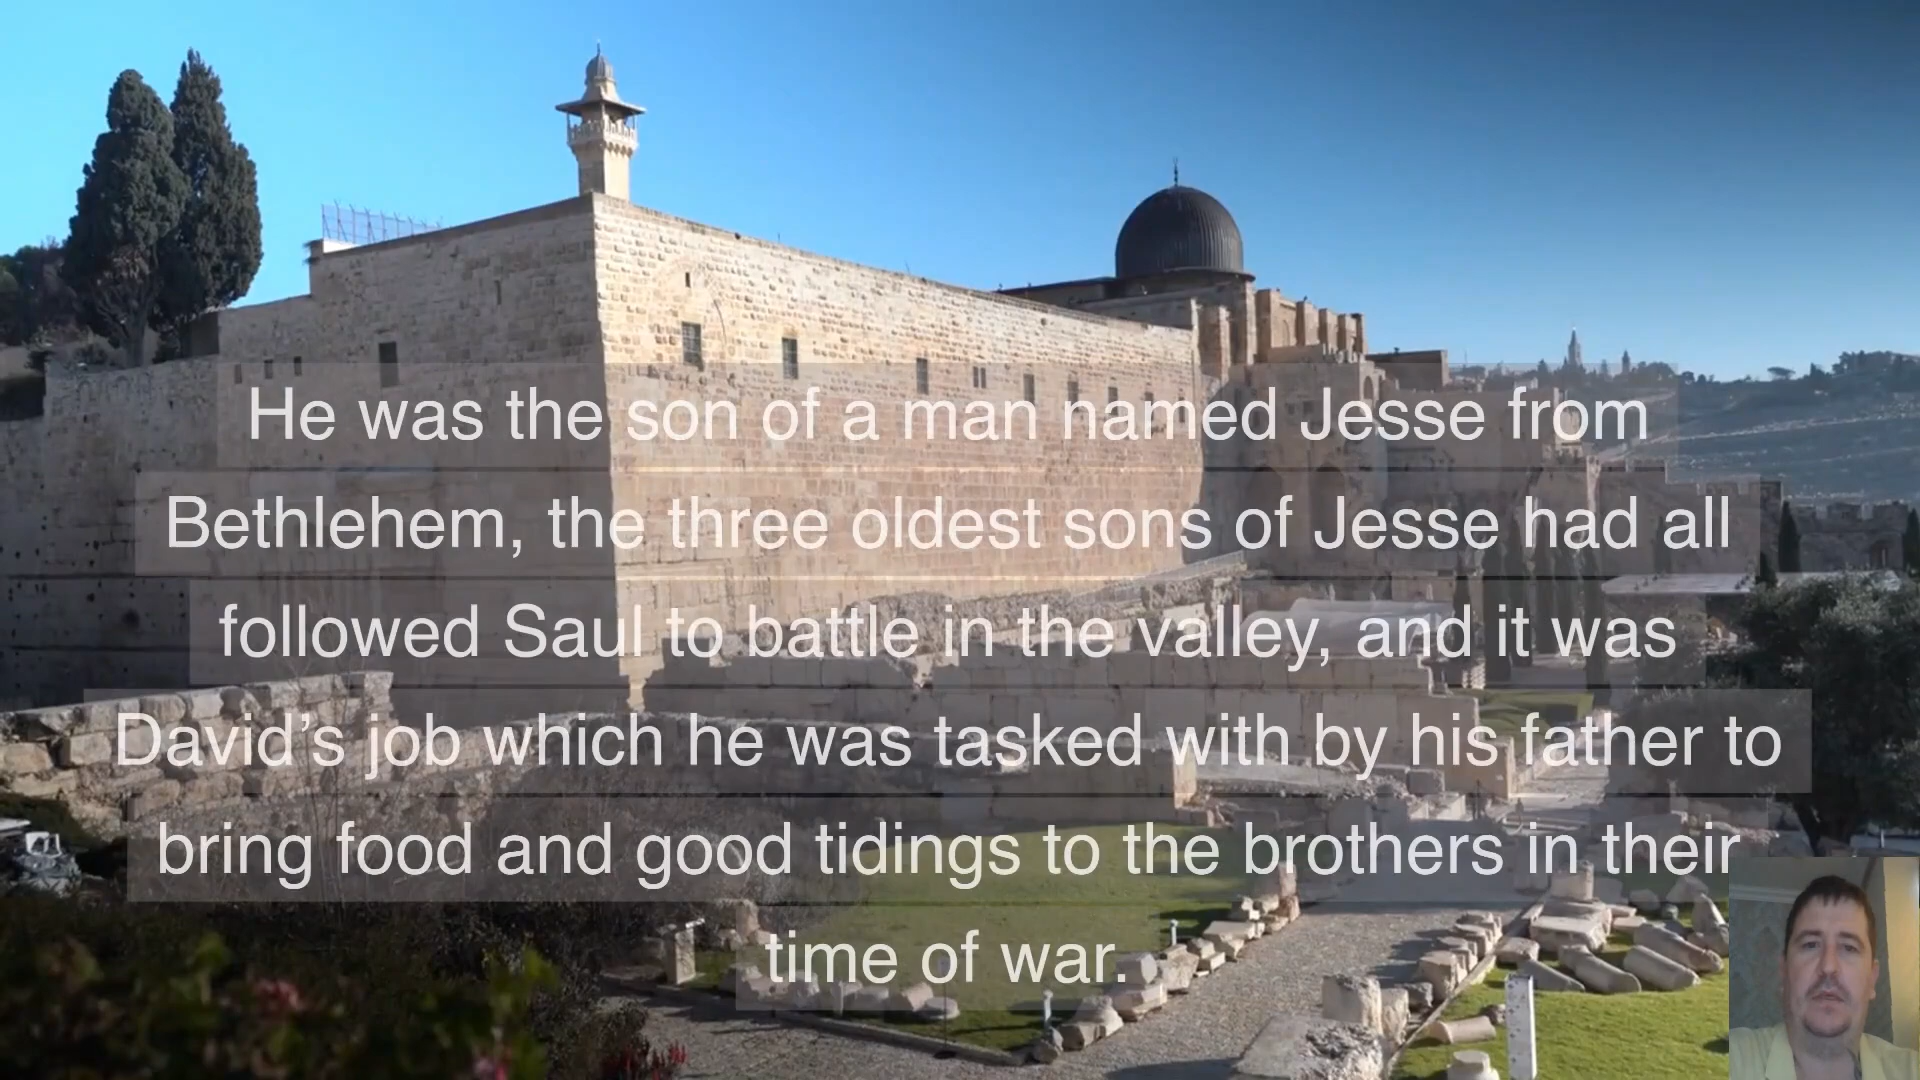 He was the son of a man named Jesse from
Bethlehem, the three oldest sons of Jesse had all
followed Saul to battle in the valley, and it was
David’s job which he was tasked with by his father to
bring food and good tidings to the brothers in their
time of war.